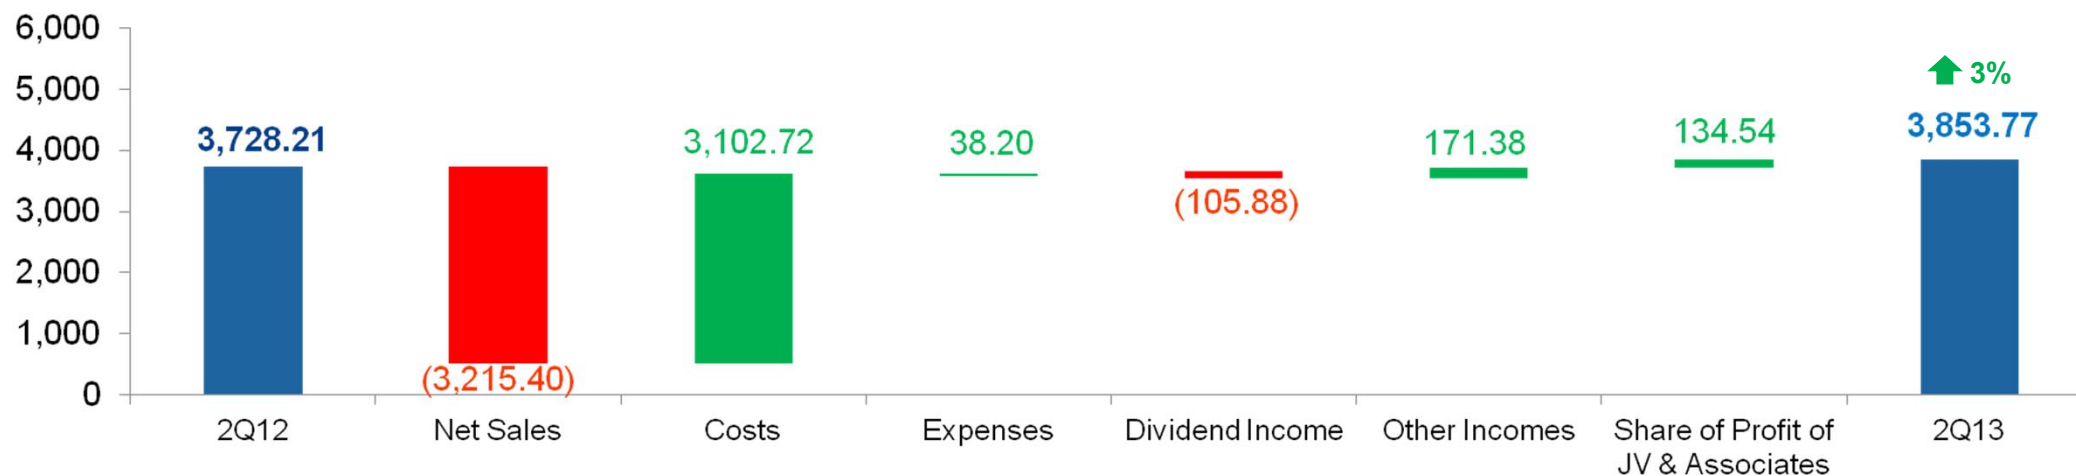 6,000
5,000
4,000
3,000
2,000
1,000
0
3%
3,728.21
(3,215.40)
3,102.72
38.20
(105.88)
171.38
134.54
3,853.77
2Q12
Net Sales
Costs
Expenses
Dividend Income
Other Incomes
Share of Profit of
JV & Associates
2Q13